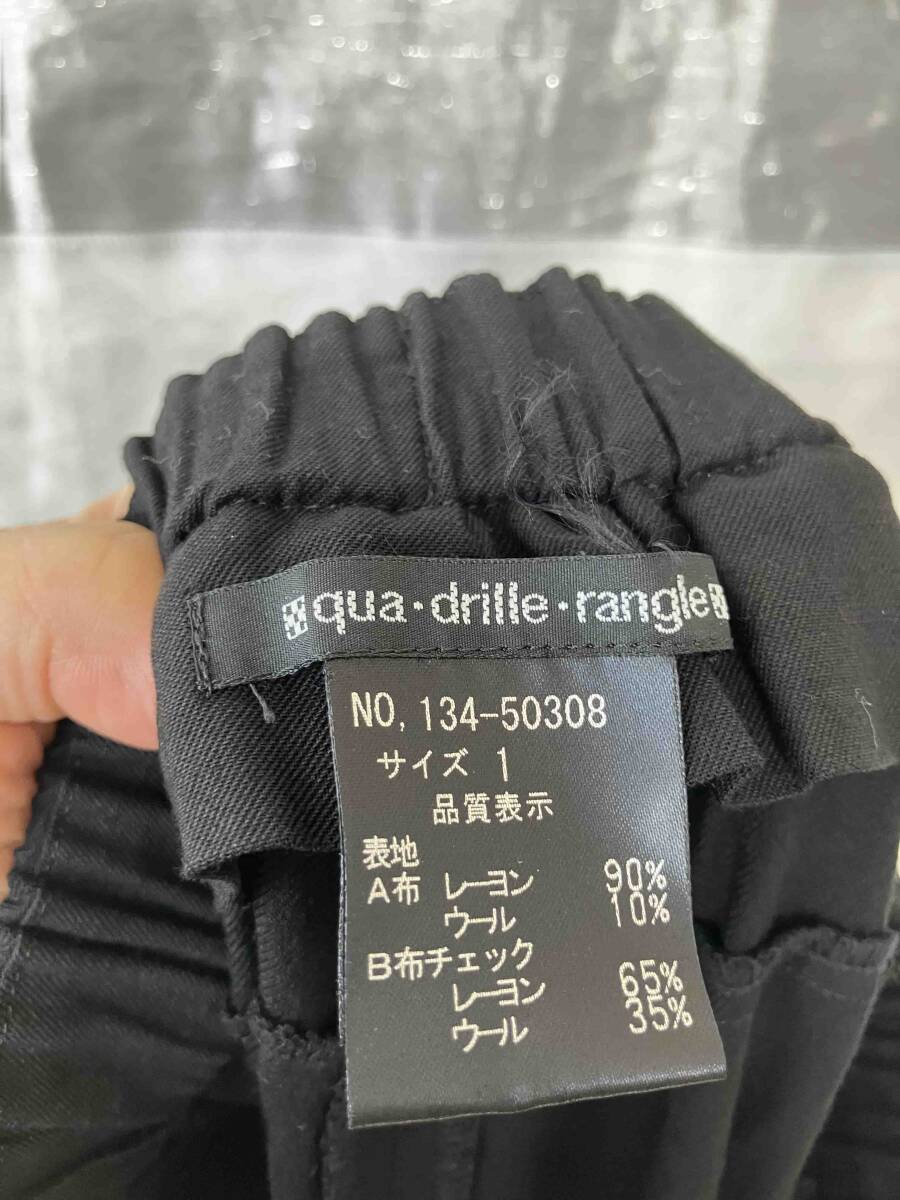 qua·drille·rangle
NO, 134-50308
サイズ 1
品質表示
表地
A布 レーヨン 90%
ウール 10%
B布チェック
レーヨン 65%
ウール 35%